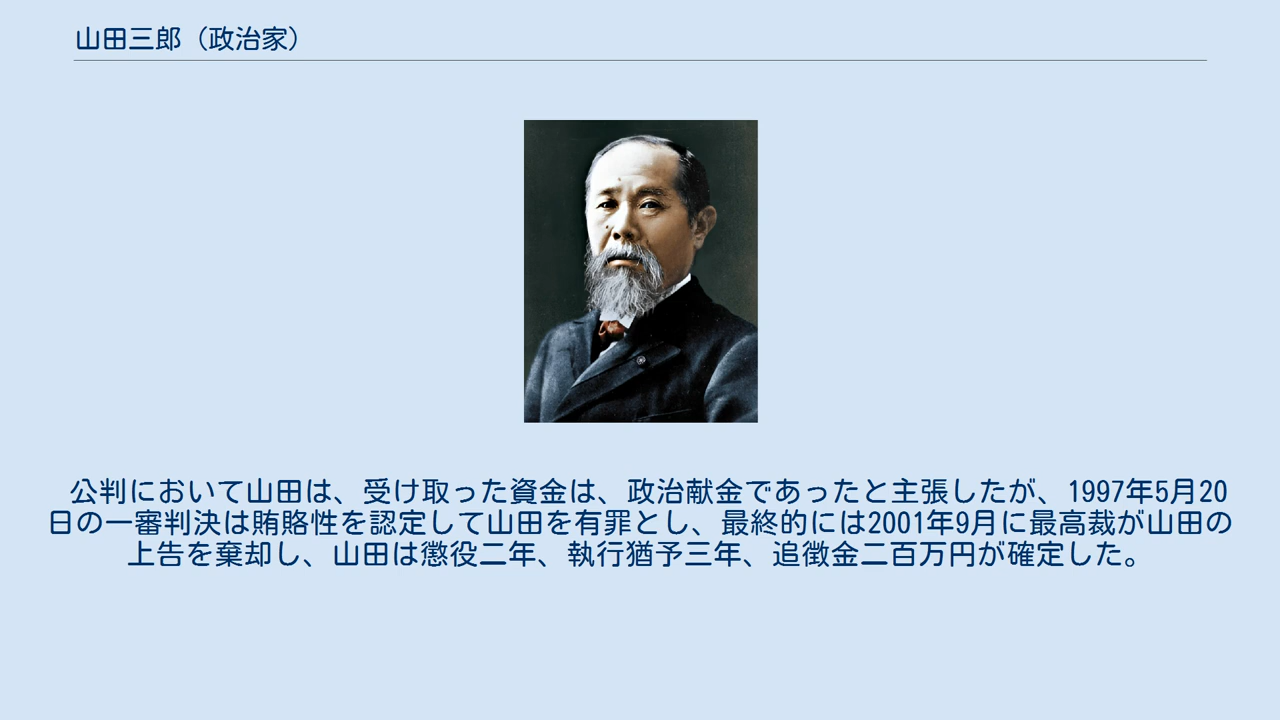 山田三郎（政治家）
公判において山田は、受け取った資金は、政治献金であったと主張したが、1997年5月20
日の一審判決は賄賂性を認定して山田を有罪とし、最終的には2001年9月に最高裁が山田の
上告を棄却し、山田は懲役二年、執行猶予三年、追徴金二百万円が確定した。